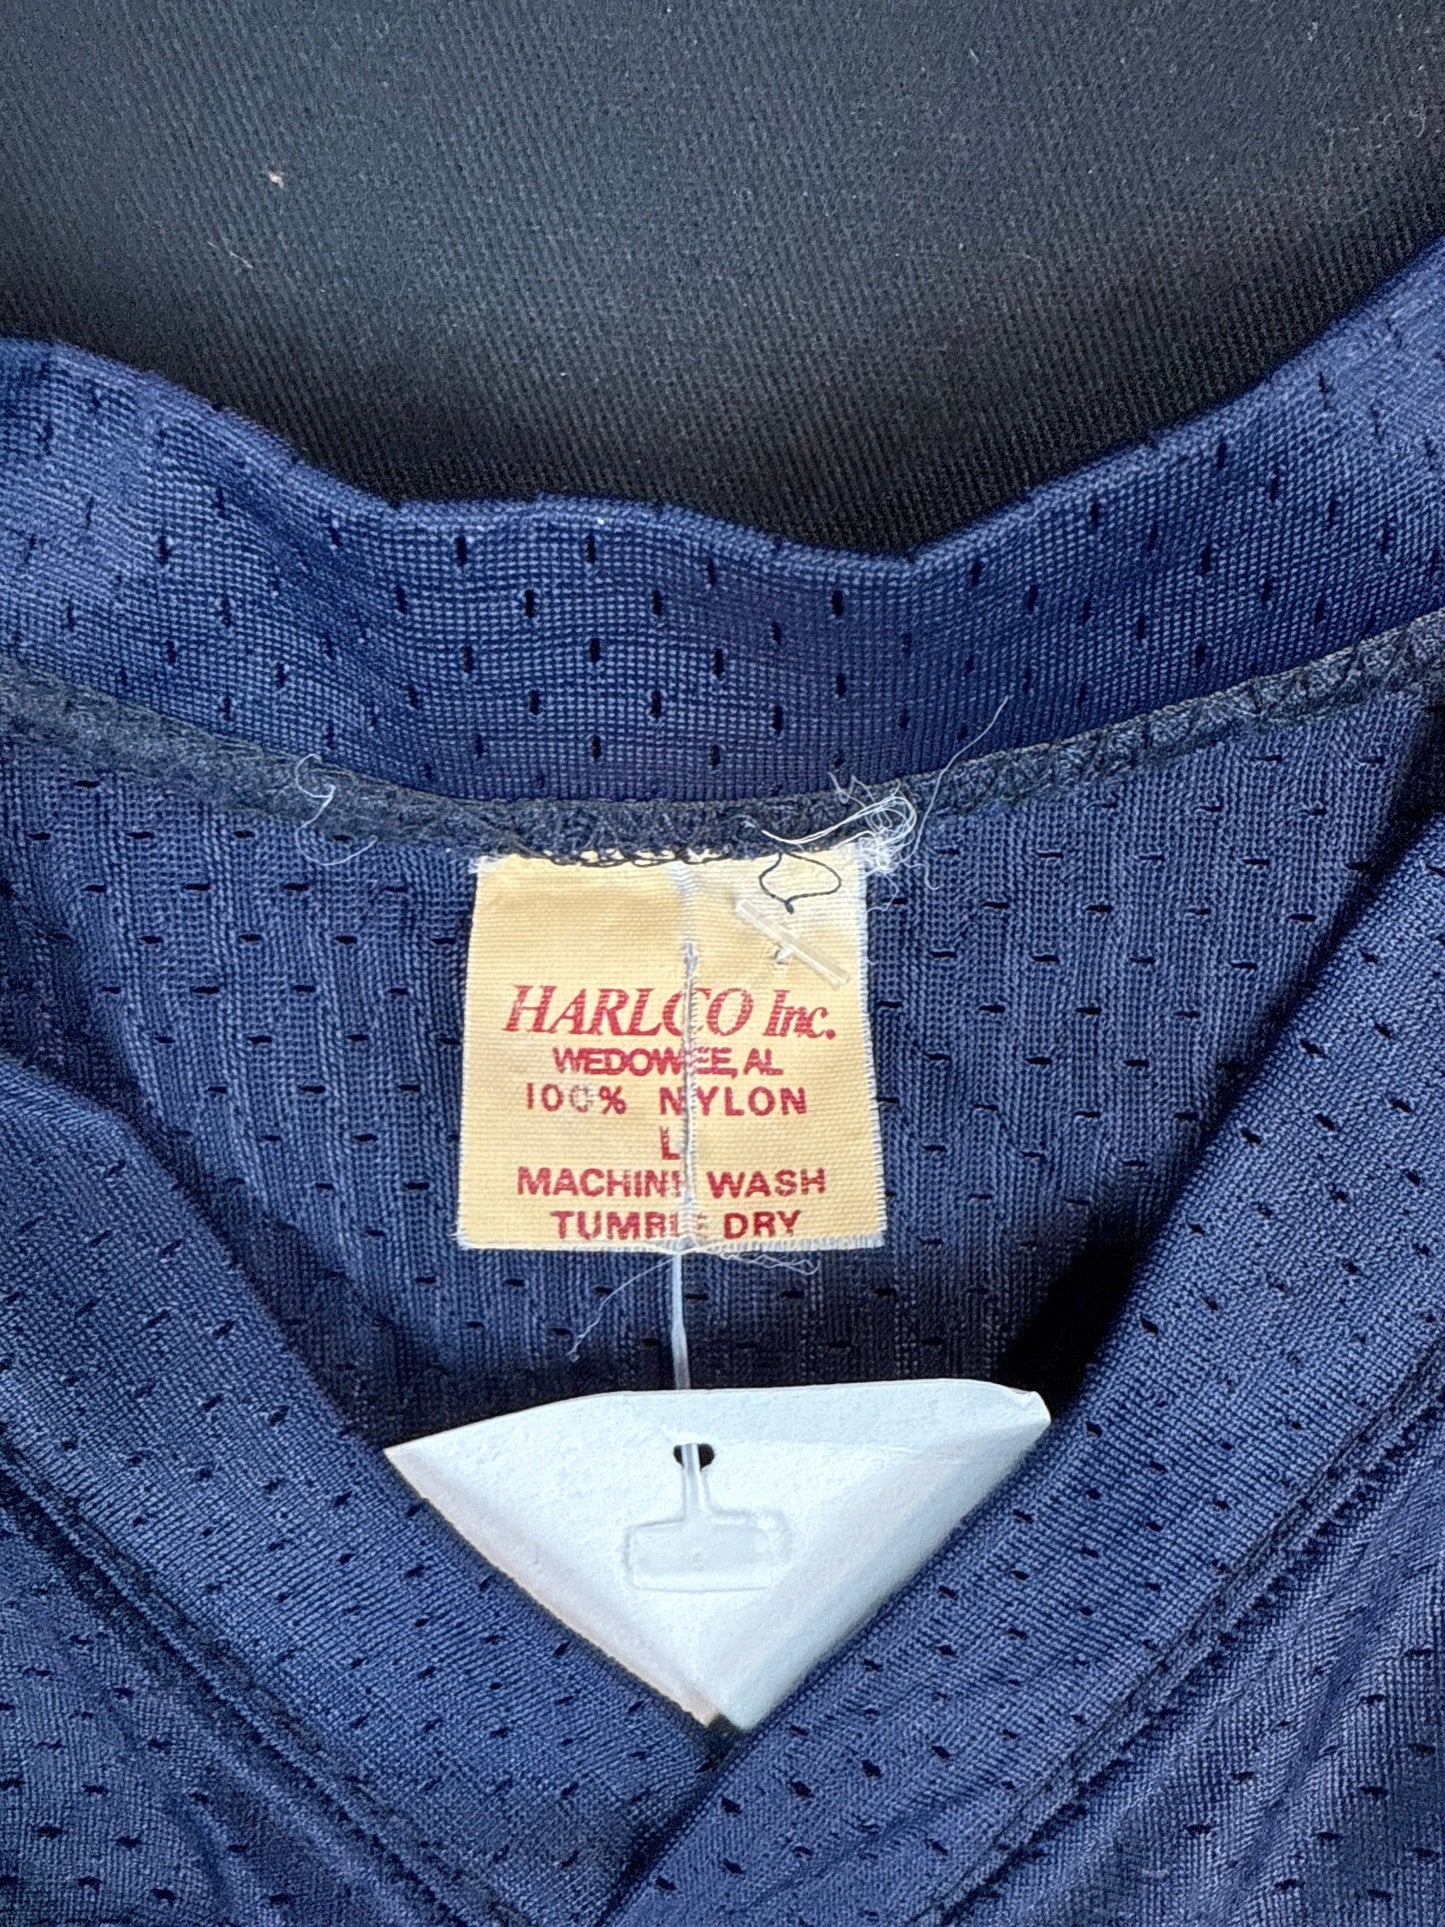 HARLCO Inc.
WEDOWEE, AL
100% NYLON
L
MACHINE WASH
TUMBLE DRY